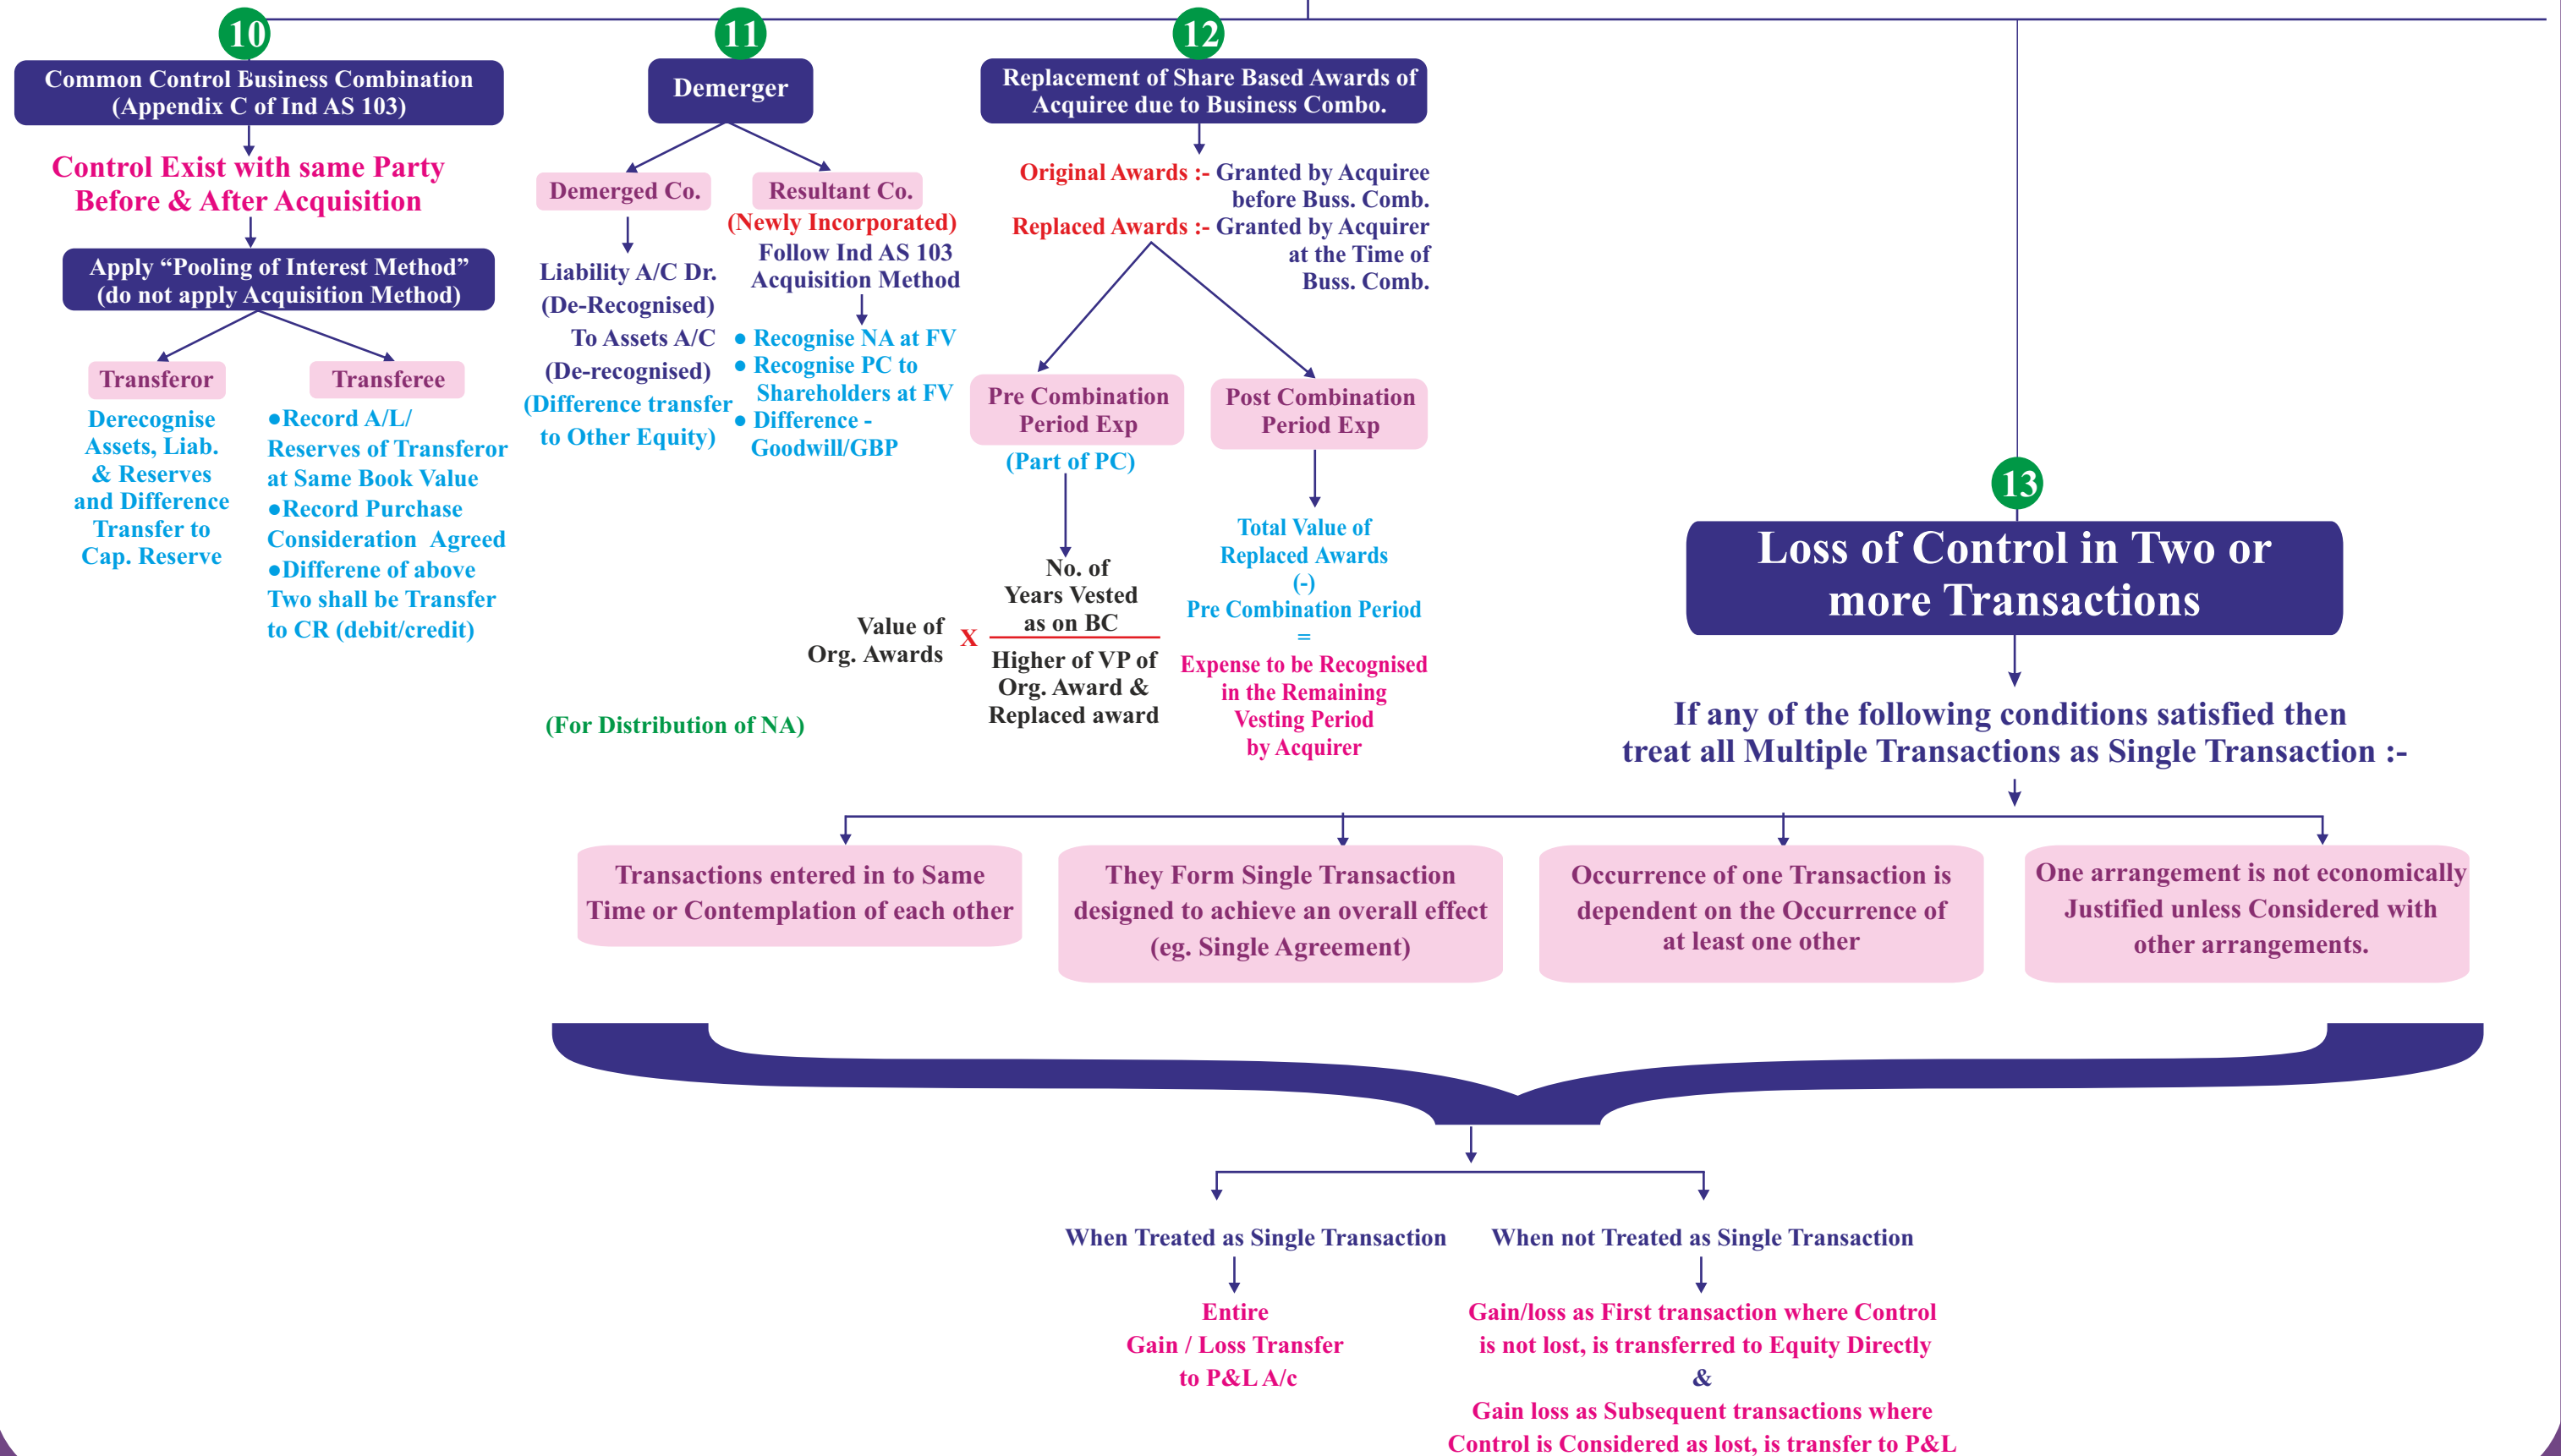 10
Common Control Business Combination
(Appendix C of Ind AS 103)
Control Exist with same Party
Before & After Acquisition
Apply “Pooling of Interest Method”
(do not apply Acquisition Method)
Transferor
Derecognise
Assets, Liab.
& Reserves
and Difference
Transfer to
Cap. Reserve
Transferee
●Record A/L/
Reserves of Transferor
at Same Book Value
●Record Purchase
Consideration Agreed
●Differene of above
Two shall be Transfer
to CR (debit/credit)
11
Demerger
Demerged Co.
Liability A/C Dr.
(De-Recognised)
To Assets A/C
(De-recognised)
(Difference transfer
to Other Equity)
Resultant Co.
(Newly Incorporated)
Follow Ind AS 103
Acquisition Method
● Recognise NA at FV
● Recognise PC to
Shareholders at FV
● Difference -
Goodwill/GBP
(For Distribution of NA)
12
Replacement of Share Based Awards of
Acquiree due to Business Combo.
Original Awards :- Granted by Acquiree
before Buss. Comb.
Replaced Awards :- Granted by Acquirer
at the Time of
Buss. Comb.
Pre Combination
Period Exp
(Part of PC)
Value of
Org. Awards
X
No. of
Years Vested
as on BC
Higher of VP of
Org. Award &
Replaced award
Post Combination
Period Exp
Total Value of
Replaced Awards
(-)
Pre Combination Period
=
Expense to be Recognised
in the Remaining
Vesting Period
by Acquirer
13
Loss of Control in Two or
more Transactions
If any of the following conditions satisfied then
treat all Multiple Transactions as Single Transaction :-
Transactions entered in to Same
Time or Contemplation of each other
They Form Single Transaction
designed to achieve an overall effect
(eg. Single Agreement)
Occurrence of one Transaction is
dependent on the Occurrence of
at least one other
One arrangement is not economically
Justified unless Considered with
other arrangements.
When Treated as Single Transaction
Entire
Gain / Loss Transfer
to P&L A/c
When not Treated as Single Transaction
Gain/loss as First transaction where Control
is not lost, is transferred to Equity Directly
&
Gain loss as Subsequent transactions where
Control is Considered as lost, is transfer to P&L